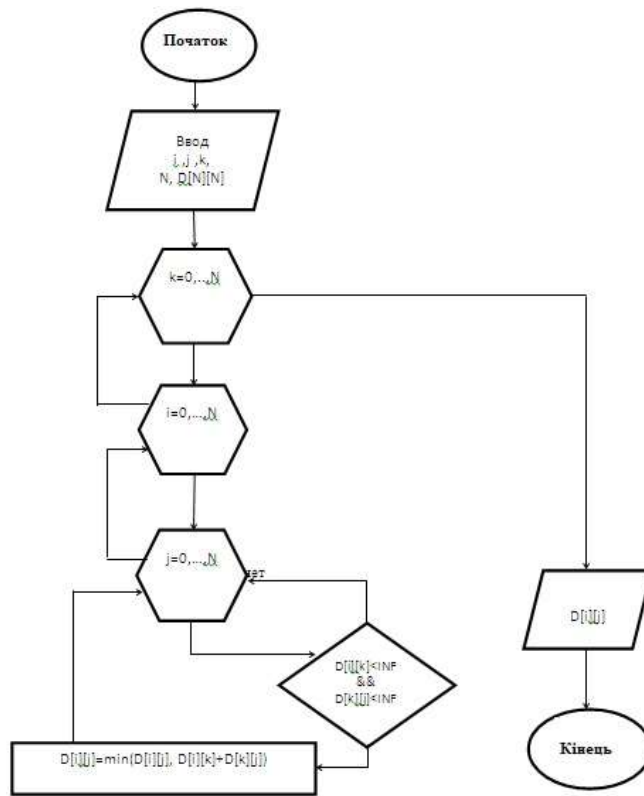 Початок
Ввод
i, j ,k,
N, D[N][N]
k=0,...,N
i=0,...,N
j=0,...,N
нет
D[i][k]<INF
&&
D[k][j]<INF
D[i][j]=min(D[i][j], D[i][k]+D[k][j])
D[i][j]
Кінець